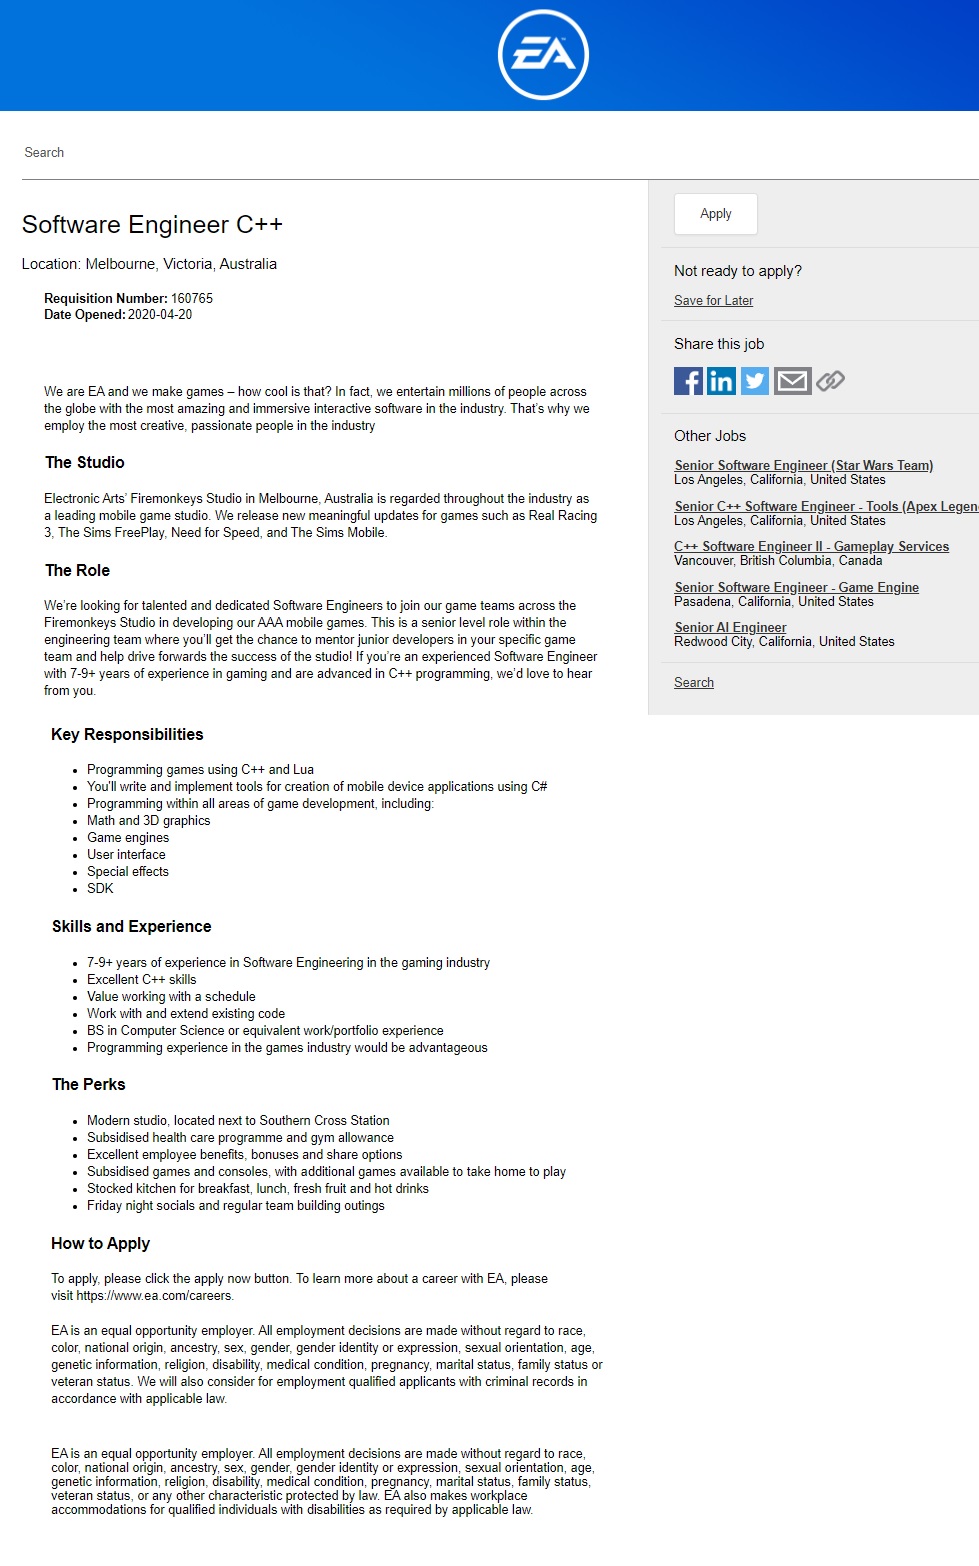 EA
Search
Software Engineer C++
Location: Melbourne, Victoria, Australia
Requisition Number: 160765
Date Opened: 2020-04-20
We are EA and we make games – how cool is that? In fact, we entertain millions of people across
the globe with the most amazing and immersive interactive software in the industry. That's why we
employ the most creative, passionate people in the industry
The Studio
Electronic Arts' Firemonkeys Studio in Melbourne, Australia is regarded throughout the industry as
a leading mobile game studio. We release new meaningful updates for games such as Real Racing
3, The Sims FreePlay, Need for Speed, and The Sims Mobile.
The Role
We're looking for talented and dedicated Software Engineers to join our game teams across the
Firemonkeys Studio in developing our AAA mobile games. This is a senior level role within the
engineering team where you'll get the chance to mentor junior developers in your specific game
team and help drive forwards the success of the studio! If you're an experienced Software Engineer
with 7-9+ years of experience in gaming and are advanced in C++ programming, we'd love to hear
from you.
Key Responsibilities
• Programming games using C++ and Lua
• You'll write and implement tools for creation of mobile device applications using C#
• Programming within all areas of game development, including:
• Math and 3D graphics
• Game engines
• User interface
• Special effects
• SDK
Skills and Experience
• 7-9+ years of experience in Software Engineering in the gaming industry
• Excellent C++ skills
• Value working with a schedule
• Work with and extend existing code
• BS in Computer Science or equivalent work/portfolio experience
• Programming experience in the games industry would be advantageous
The Perks
• Modern studio, located next to Southern Cross Station
• Subsidised health care programme and gym allowance
• Excellent employee benefits, bonuses and share options
• Subsidised games and consoles, with additional games available to take home to play
• Stocked kitchen for breakfast, lunch, fresh fruit and hot drinks
• Friday night socials and regular team building outings
How to Apply
To apply, please click the apply now button. To learn more about a career with EA, please
visit https://www.ea.com/careers.
EA is an equal opportunity employer. All employment decisions are made without regard to race,
color, national origin, ancestry, sex, gender, gender identity or expression, sexual orientation, age,
genetic information, religion, disability, medical condition, pregnancy, marital status, family status or
veteran status. We will also consider for employment qualified applicants with criminal records in
accordance with applicable law.
EA is an equal opportunity employer. All employment decisions are made without regard to race,
color, national origin, ancestry, sex, gender, gender identity or expression, sexual orientation, age,
genetic information, religion, disability, medical condition, pregnancy, marital status, family status,
veteran status, or any other characteristic protected by law. EA also makes workplace
accommodations for qualified individuals with disabilities as required by applicable law.
Apply
Not ready to apply?
Save for Later
Share this job
f in
Other Jobs
Senior Software Engineer (Star Wars Team)
Los Angeles, California, United States
Senior C++ Software Engineer - Tools (Apex Legen
Los Angeles, California, United States
C++ Software Engineer II - Gameplay Services
Vancouver, British Columbia, Canada
Senior Software Engineer - Game Engine
Pasadena, California, United States
Senior AI Engineer
Redwood City, California, United States
Search